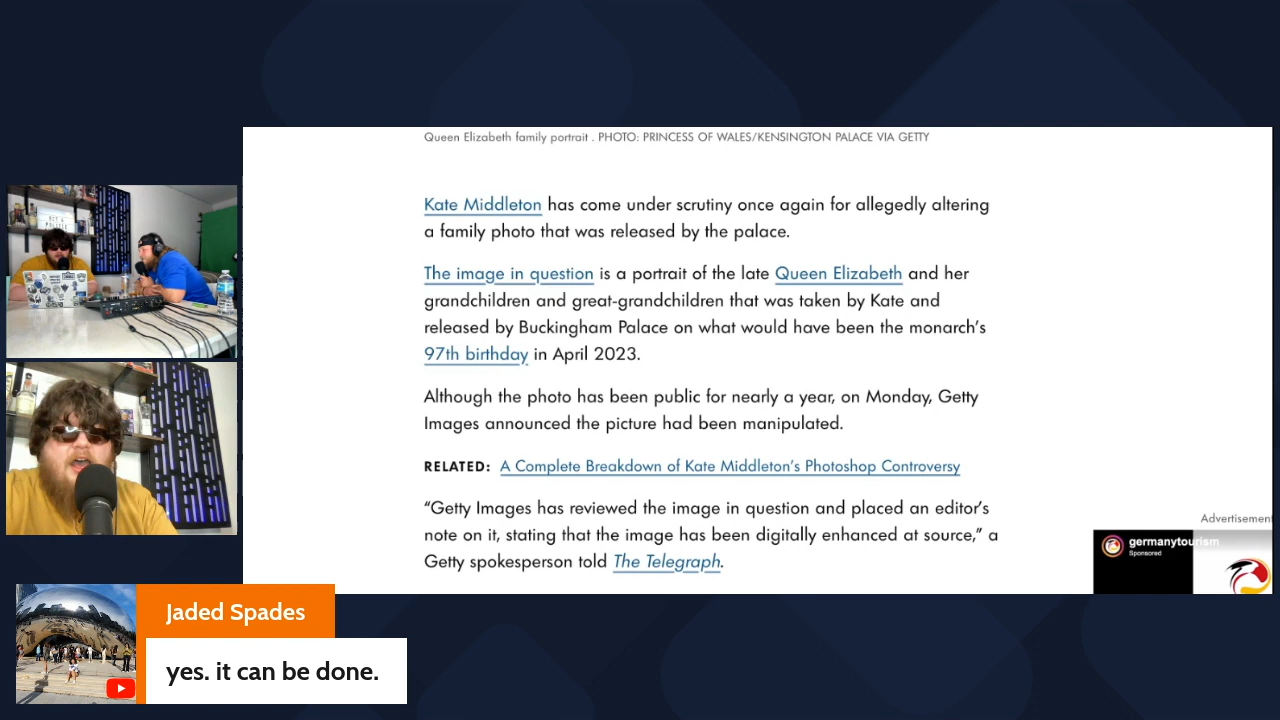 Queen Elizabeth family portrait . PHOTO: PRINCESS OF WALES/KENSINGTON PALACE VIA GETTY
Kate Middleton has come under scrutiny once again for allegedly altering
a family photo that was released by the palace.
The image in question is a portrait of the late Queen Elizabeth and her
grandchildren and great-grandchildren that was taken by Kate and
released by Buckingham Palace on what would have been the monarch's
97th birthday in April 2023.
Although the photo has been public for nearly a year, on Monday, Getty
Images announced the picture had been manipulated.
RELATED: A Complete Breakdown of Kate Middleton's Photoshop Controversy
“Getty Images has reviewed the image in question and placed an editor's
note on it, stating that the image has been digitally enhanced at source,” a
Getty spokesperson told The Telegraph.
Advertisement
germanytourism
Sponsored
Jaded Spades
yes. it can be done.